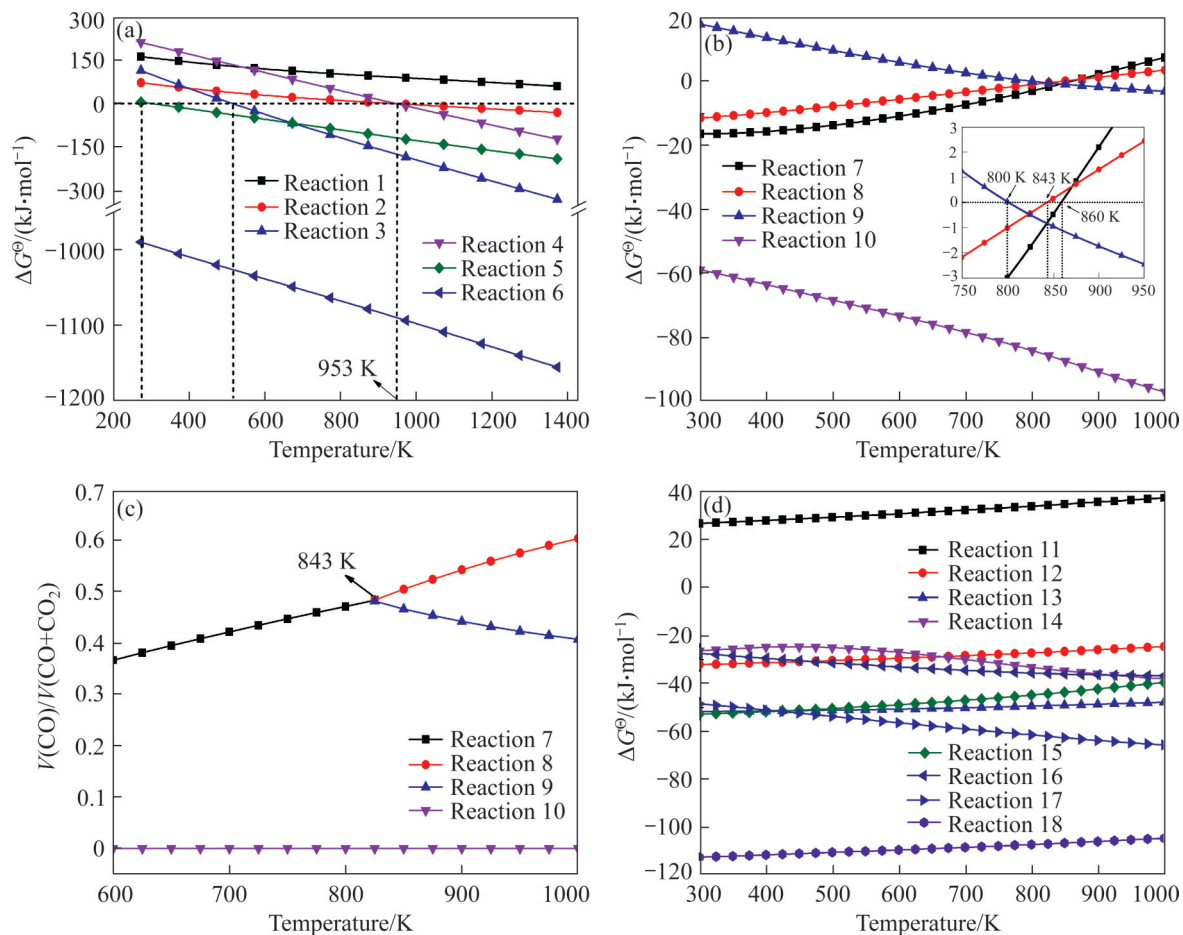 (a)
300
150
0
−150
−300
−1000
−1100
−1200
ΔG^Θ/(kJ·mol⁻¹)
Reaction 1
Reaction 2
Reaction 3
Reaction 4
Reaction 5
Reaction 6
953 K
200 400 600 800 1000 1200 1400
Temperature/K
(b)
20
0
−20
−40
−60
−80
−100
ΔG^Θ/(kJ·mol⁻¹)
Reaction 7
Reaction 8
Reaction 9
Reaction 10
3
2
1
0
−1
−2
−3
800 K
843 K
860 K
750 800 850 900 950
300 400 500 600 700 800 900 1000
Temperature/K
(c)
0.7
0.6
0.5
0.4
0.3
0.2
0.1
0
V(CO)/V(CO+CO₂)
843 K
Reaction 7
Reaction 8
Reaction 9
Reaction 10
600 700 800 900 1000
Temperature/K
(d)
40
20
0
−20
−40
−60
−80
−100
−120
ΔG^Θ/(kJ·mol⁻¹)
Reaction 11
Reaction 12
Reaction 13
Reaction 14
Reaction 15
Reaction 16
Reaction 17
Reaction 18
300 400 500 600 700 800 900 1000
Temperature/K